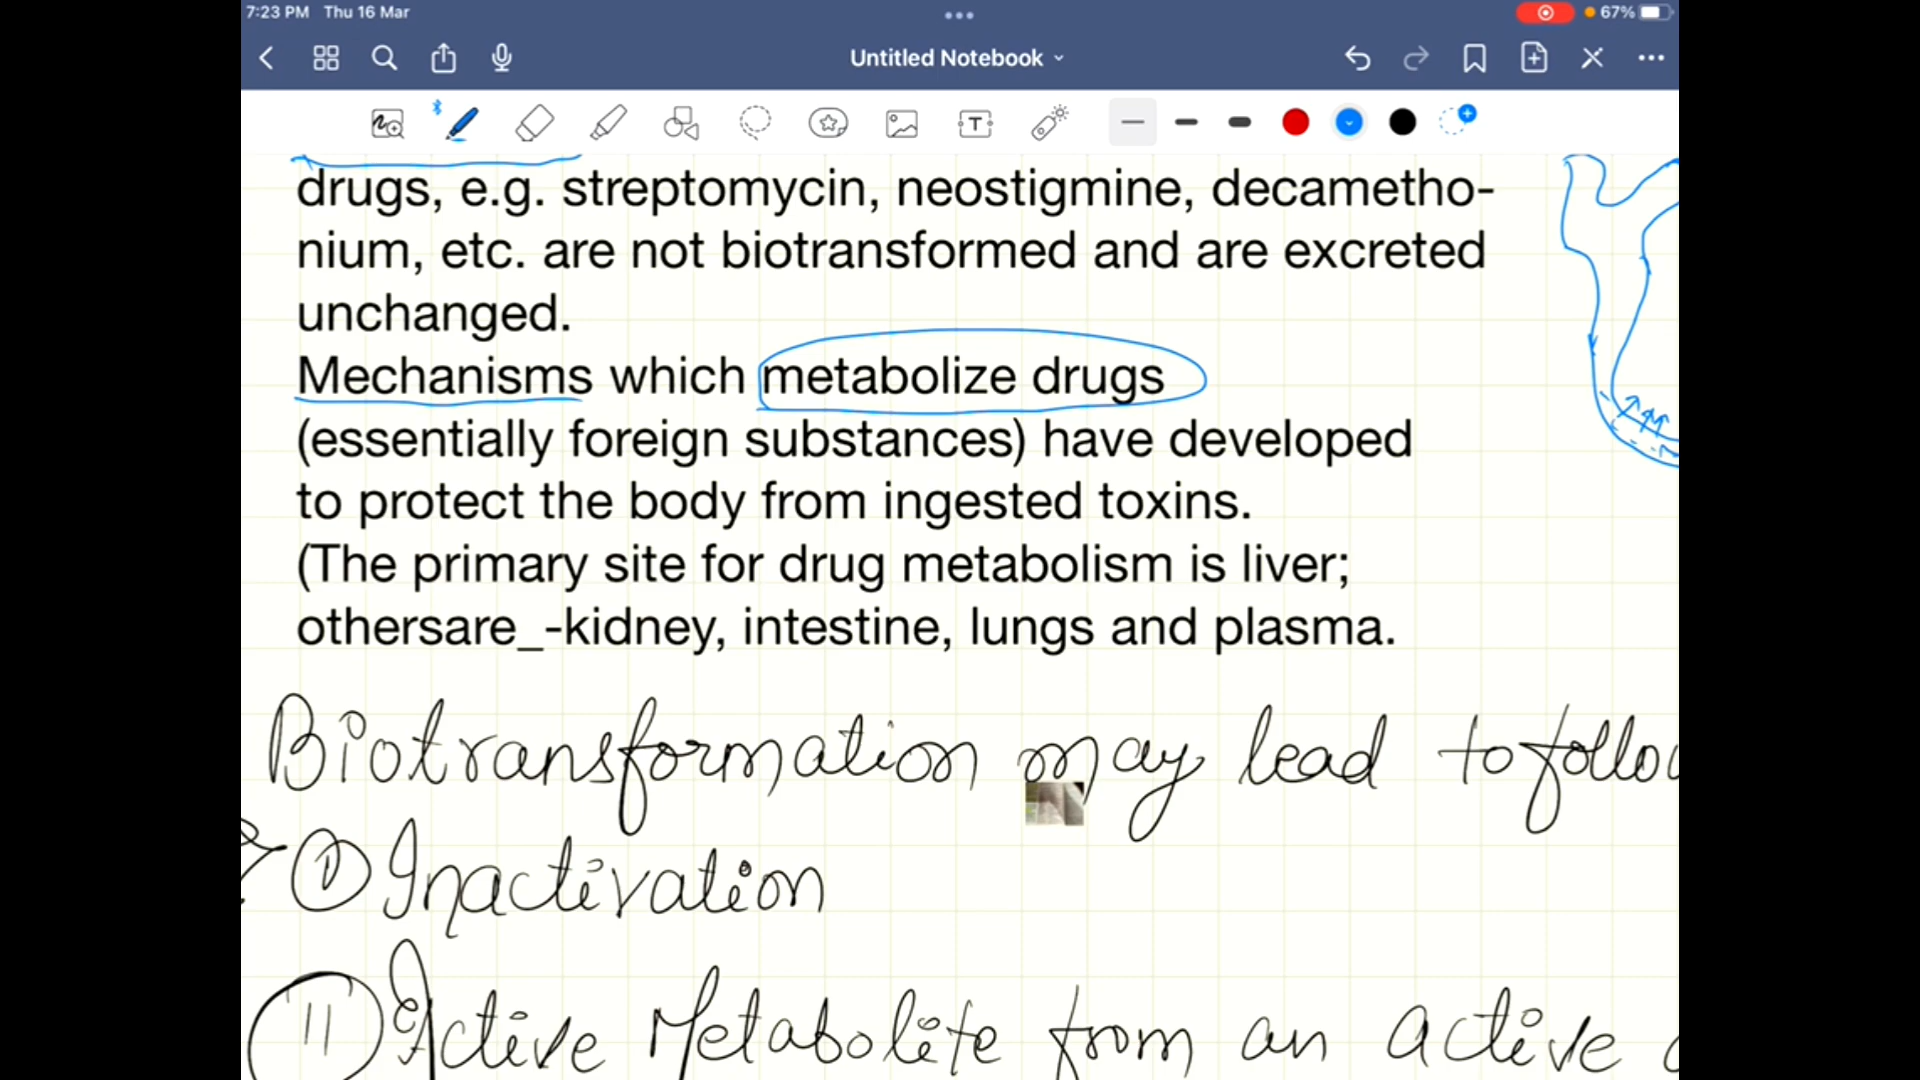 7:23 PM Thu 16 Mar
67%
Untitled Notebook
T
drugs, e.g. streptomycin, neostigmine, decametho-
nium, etc. are not biotransformed and are excreted
unchanged.
Mechanisms which metabolize drugs
(essentially foreign substances) have developed
to protect the body from ingested toxins.
(The primary site for drug metabolism is liver;
othersare_-kidney, intestine, lungs and plasma.
Biotransformation may lead to follo
① Inactivation
II Active Metabolite from an active